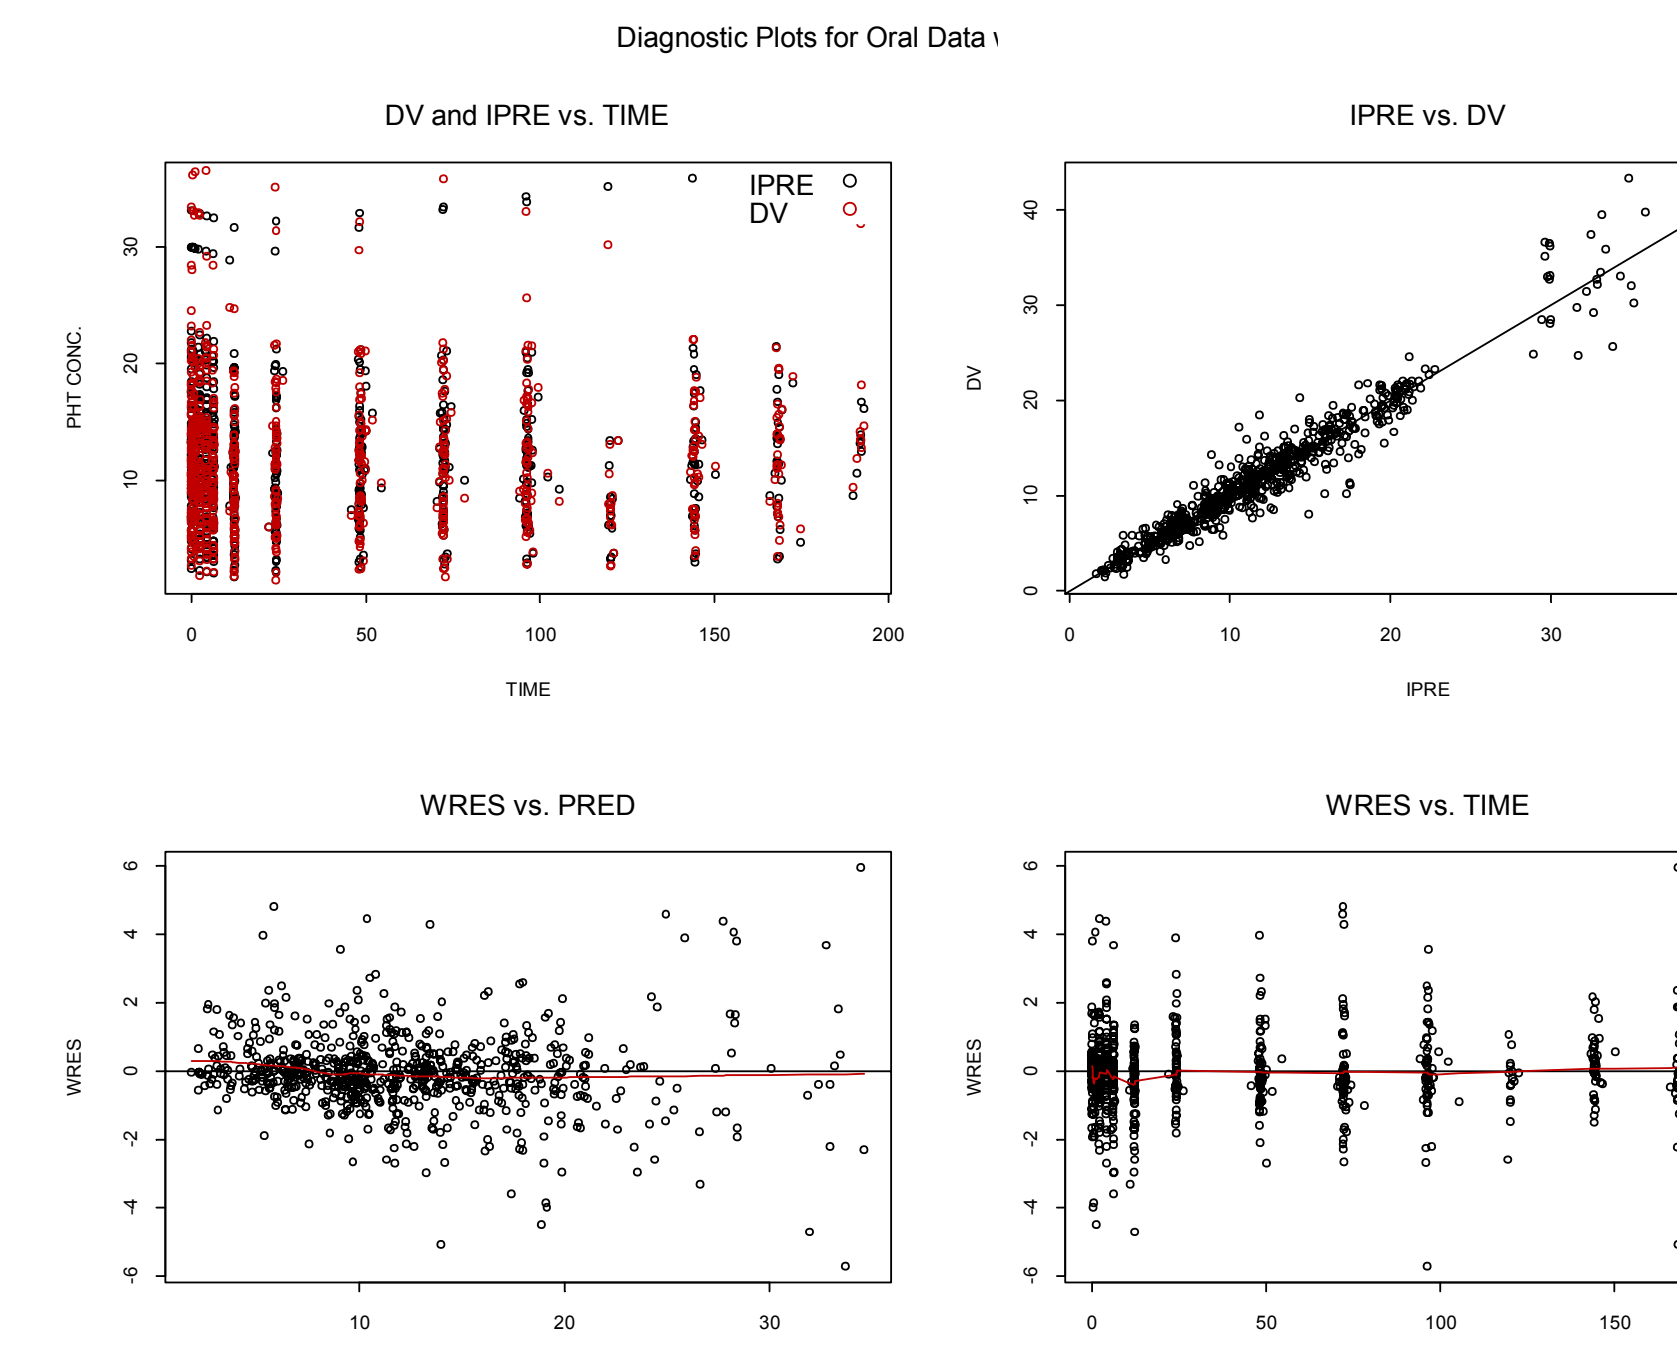 Diagnostic Plots for Oral Data
DV and IPRE vs. TIME
IPRE
DV
PHT CONC.
30
20
10
0
50
100
150
200
TIME
IPRE vs. DV
DV
40
30
20
10
0
0
10
20
30
IPRE
WRES vs. PRED
WRES
6
4
2
0
-2
-4
-6
10
20
30
WRES vs. TIME
WRES
6
4
2
0
-2
-4
-6
0
50
100
150